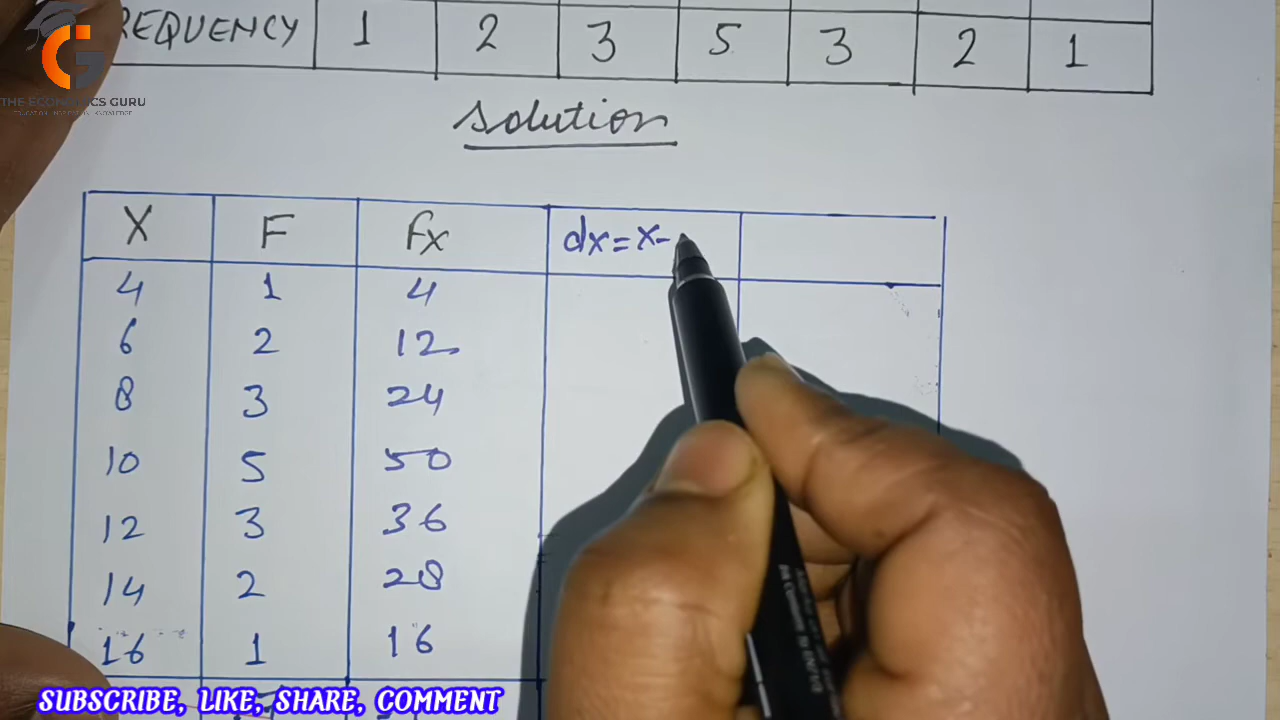 REQUENCY 1 2 3 5 3 2 1
THE ECONOMICS GURU
Solution
X F fx dx = x-
4 1 4
6 2 12
8 3 24
10 5 50
12 3 36
14 2 28
16 1 16
SUBSCRIBE, LIKE, SHARE, COMMENT